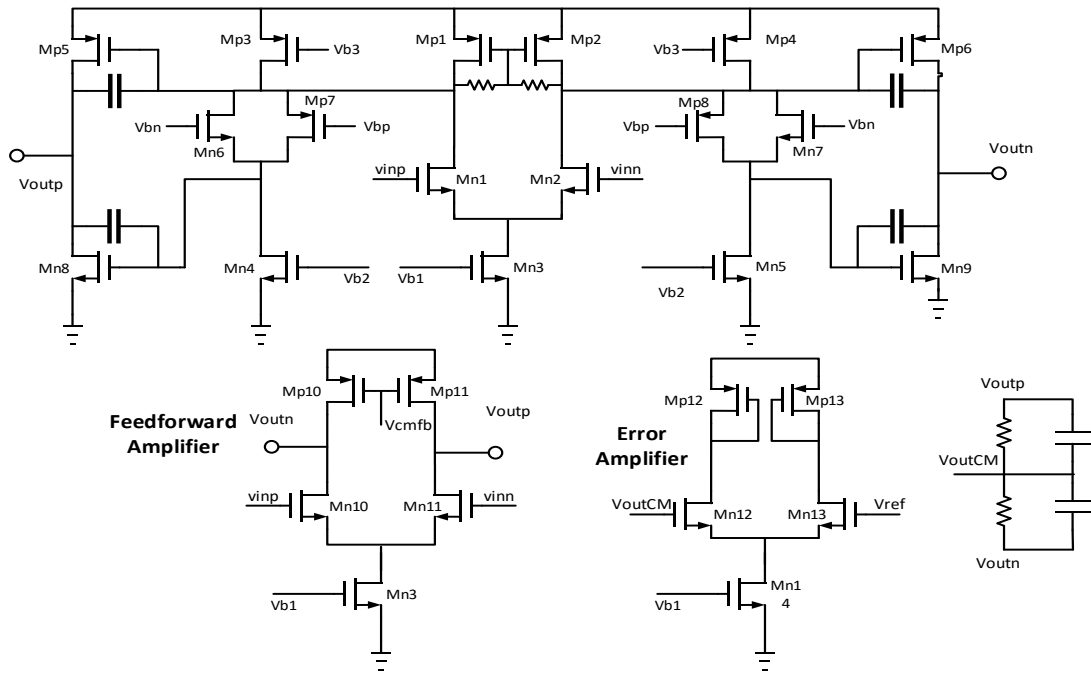 Mp5
Mp3
Vb3
Mp1
Mp2
Vb3
Mp4
Mp6
Mp7
Mp8
Vbn
Vbp
Vbp
Vbn
Mn6
Mn7
Voutp
vinp
Mn1
Mn2
vinn
Voutn
Mn8
Mn4
Vb2
Vb1
Mn3
Vb2
Mn5
Mn9
Mp10
Mp11
Feedforward
Amplifier
Voutn
Vcmfb
Voutp
vinp
Mn10
Mn11
vinn
Vb1
Mn3
Mp12
Mp13
Error
Amplifier
VoutCM
Mn12
Mn13
Vref
Vb1
Mn1
4
Voutp
VoutCM
Voutn